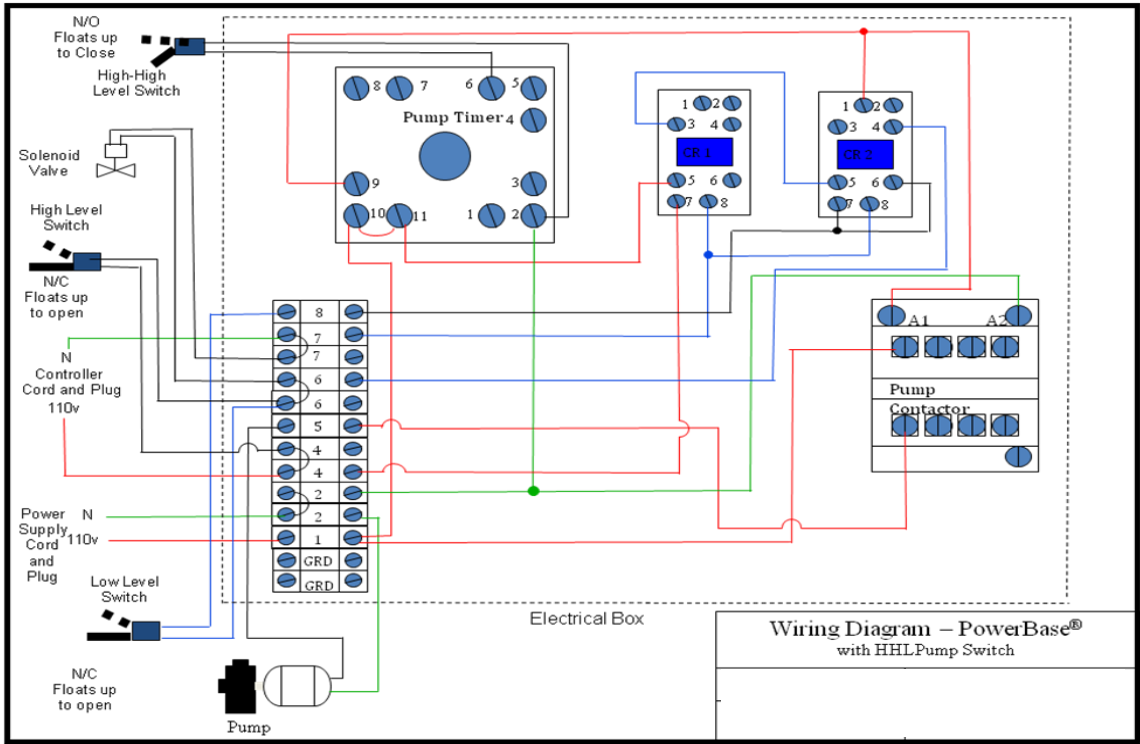 N/O
Floats up
to Close
High-High
Level Switch
8 7 6 5
Pump Timer 4
9 3
10 11 1 2
1 2
3 4
CR 1
5 6
7 8
1 2
3 4
CR 2
5 6
7 8
Solenoid
Valve
High Level
Switch
N/C
Floats up
to open
N
Controller
Cord and Plug
110v
8
7
7
6
6
5
4
4
2
2
1
GRD
GRD
A1 A2
Pump
Contactor
Power N
Supply
Cord 110v
and
Plug
Low Level
Switch
N/C
Floats up
to open
Pump
Electrical Box
Wiring Diagram – PowerBase®
with HHLPump Switch